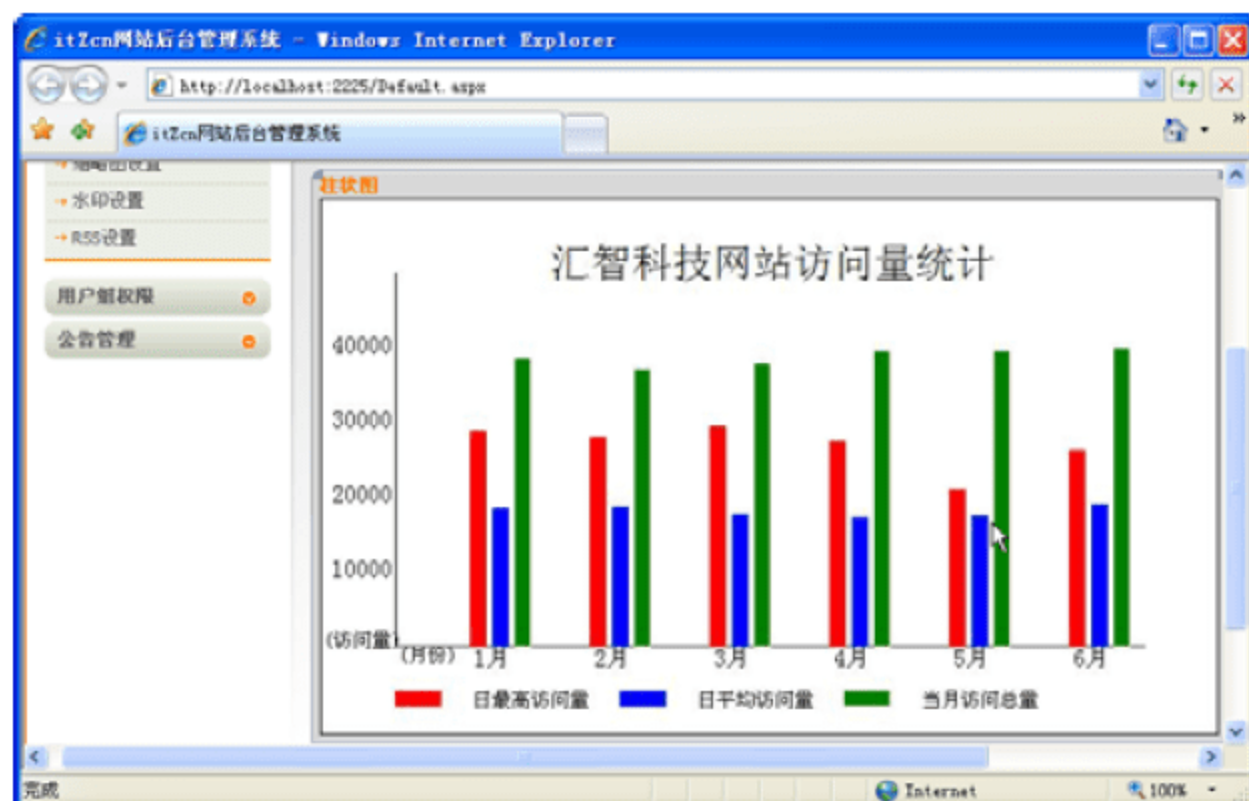 itZcn网站后台管理系统 - Windows Internet Explorer
http://localhost:2225/Default.aspx
itZcn网站后台管理系统
水印设置
RSS设置
用户组权限
公告管理
柱状图
汇智科技网站访问量统计
40000
30000
20000
10000
(访问量)
(月份) 1月 2月 3月 4月 5月 6月
日最高访问量 日平均访问量 当月访问总量
完成 Internet 100%